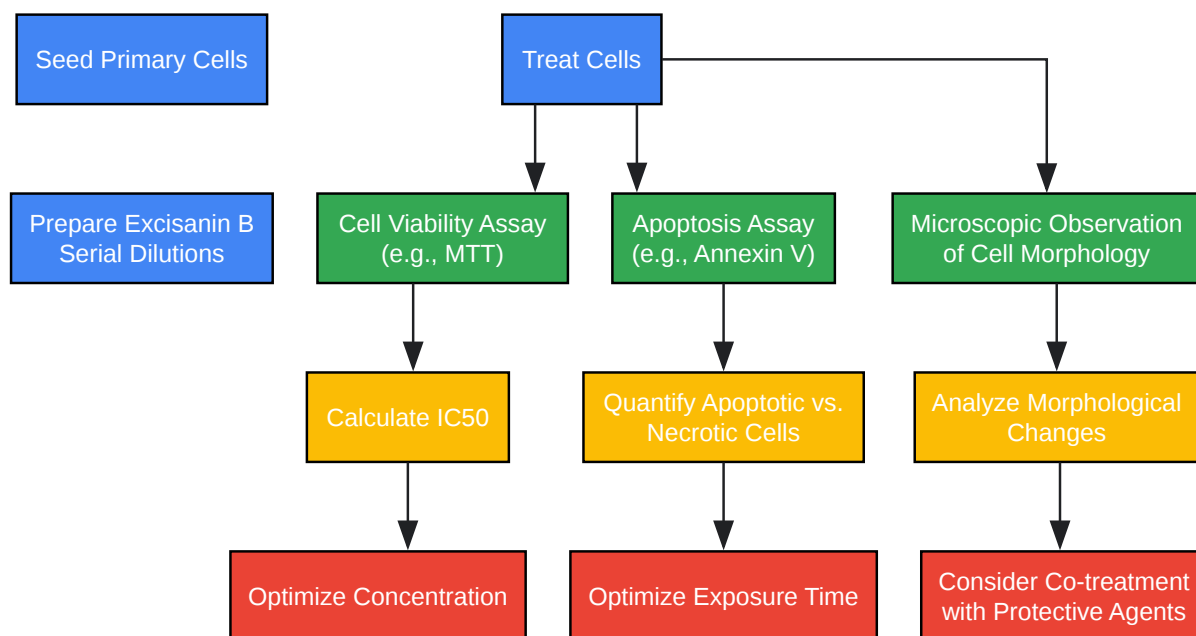 Seed Primary Cells
Treat Cells
Prepare Excisanin B
Serial Dilutions
Cell Viability Assay
(e.g., MTT)
Apoptosis Assay
(e.g., Annexin V)
Microscopic Observation
of Cell Morphology
Calculate IC50
Quantify Apoptotic vs.
Necrotic Cells
Analyze Morphological
Changes
Optimize Concentration
Optimize Exposure Time
Consider Co-treatment
with Protective Agents